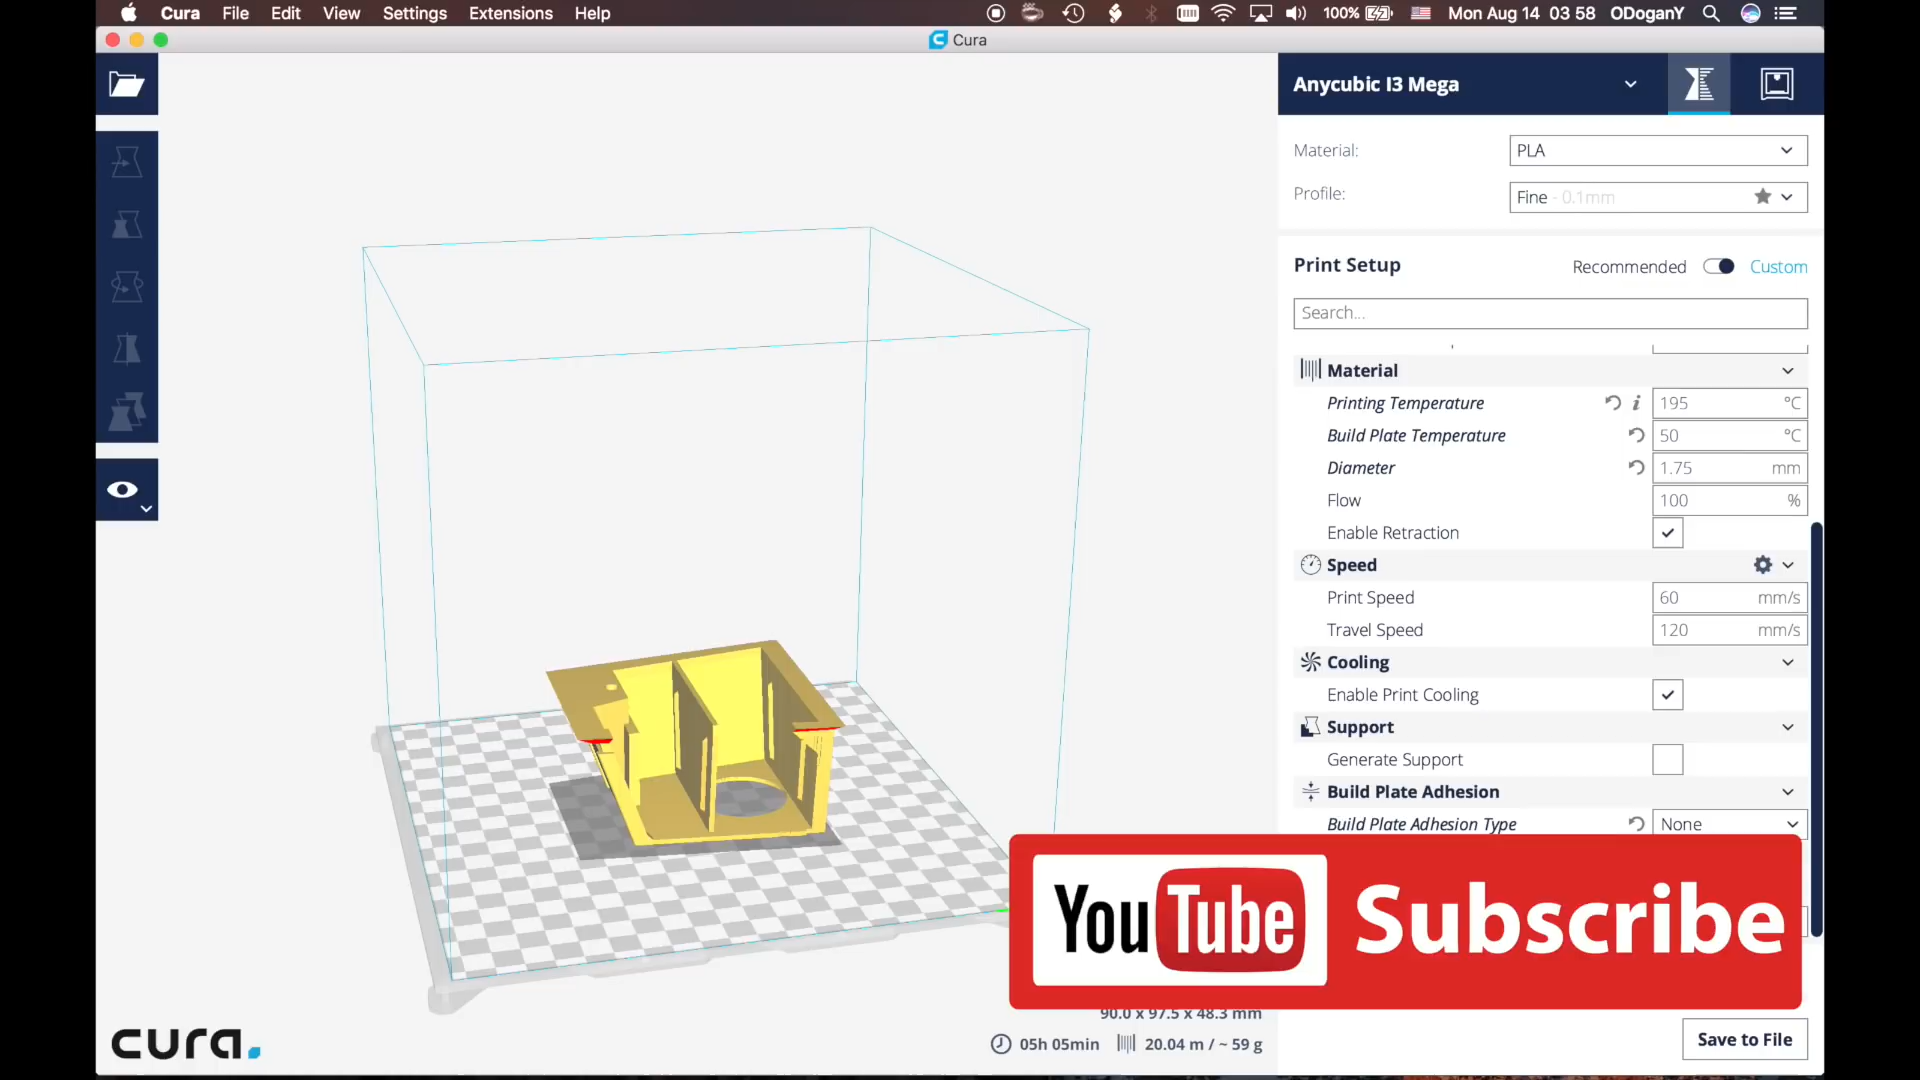 Cura File Edit View Settings Extensions Help 100% Mon Aug 14 03 58 ODoganY
Cura
Anycubic I3 Mega
Material: PLA
Profile: Fine - 0.1mm
Print Setup Recommended Custom
Search...
Material
Printing Temperature i 195 °C
Build Plate Temperature 50 °C
Diameter 1.75 mm
Flow 100 %
Enable Retraction
Speed
Print Speed 60 mm/s
Travel Speed 120 mm/s
Cooling
Enable Print Cooling
Support
Generate Support
Build Plate Adhesion
Build Plate Adhesion Type None
YouTube Subscribe
90.0 x 97.5 x 48.3 mm
cura. 05h 05min 20.04 m / ~ 59 g Save to File